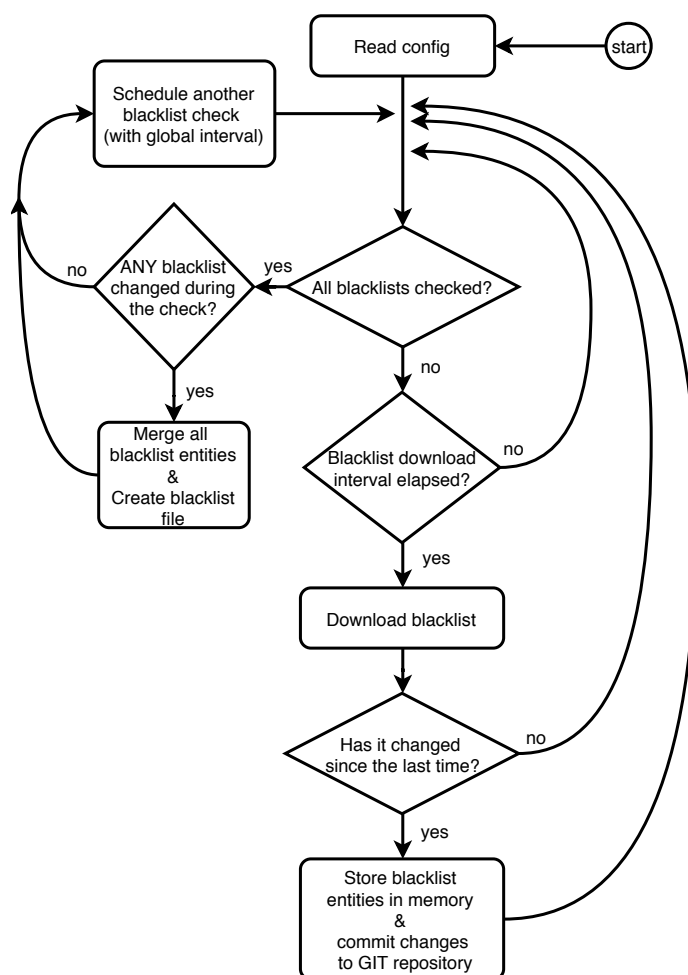 Read config
start
Schedule another
blacklist check
(with global interval)
ANY blacklist
changed during
the check?
no
yes
All blacklists checked?
yes
no
Merge all
blacklist entities
&
Create blacklist
file
Blacklist download
interval elapsed?
no
yes
Download blacklist
Has it changed
since the last time?
no
yes
Store blacklist
entities in memory
&
commit changes
to GIT repository